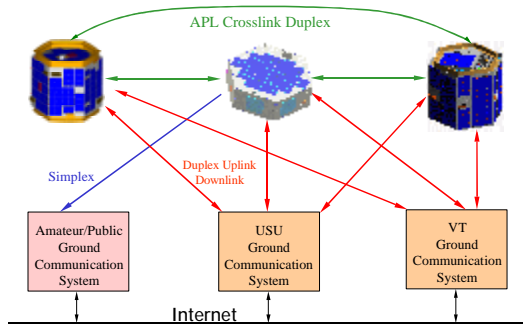 APL Crosslink Duplex
Simplex
Duplex Uplink
Downlink
Amateur/Public
Ground
Communication
System
USU
Ground
Communication
System
VT
Ground
Communication
System
Internet